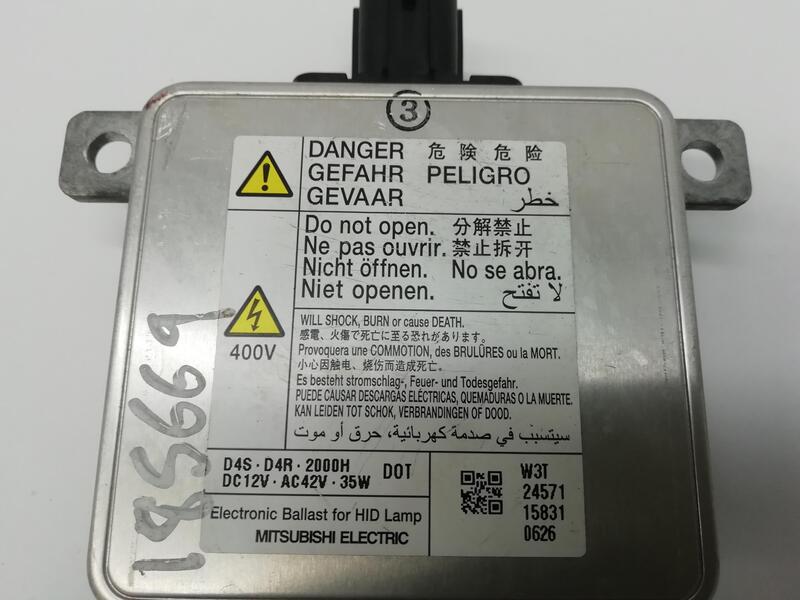 3
DANGER 危 険 危 险
GEFAHR PELIGRO
GEVAAR خطر
Do not open. 分解禁止
Ne pas ouvrir. 禁止拆开
Nicht öffnen. No se abra.
Niet openen. لا تفتح
400V
WILL SHOCK, BURN or cause DEATH.
感電、火傷で死亡に至る恐れがあります。
Provoquera une COMMOTION, des BRULÛRES ou la MORT.
小心因触电、烧伤而造成死亡。
Es besteht stromschlag-, Feuer- und Todesgefahr.
PUEDE CAUSAR DESCARGAS ELÉCTRICAS, QUEMADURAS O LA MUERTE.
KAN LEIDEN TOT SCHOK, VERBRANDINGEN OF DOOD.
سيتسبب في صدمة كهربائية، حرق أو موت
D4S · D4R · 2000H DOT
DC12V · AC42V · 35W
Electronic Ballast for HID Lamp
MITSUBISHI ELECTRIC
W3T
24571
15831
0626